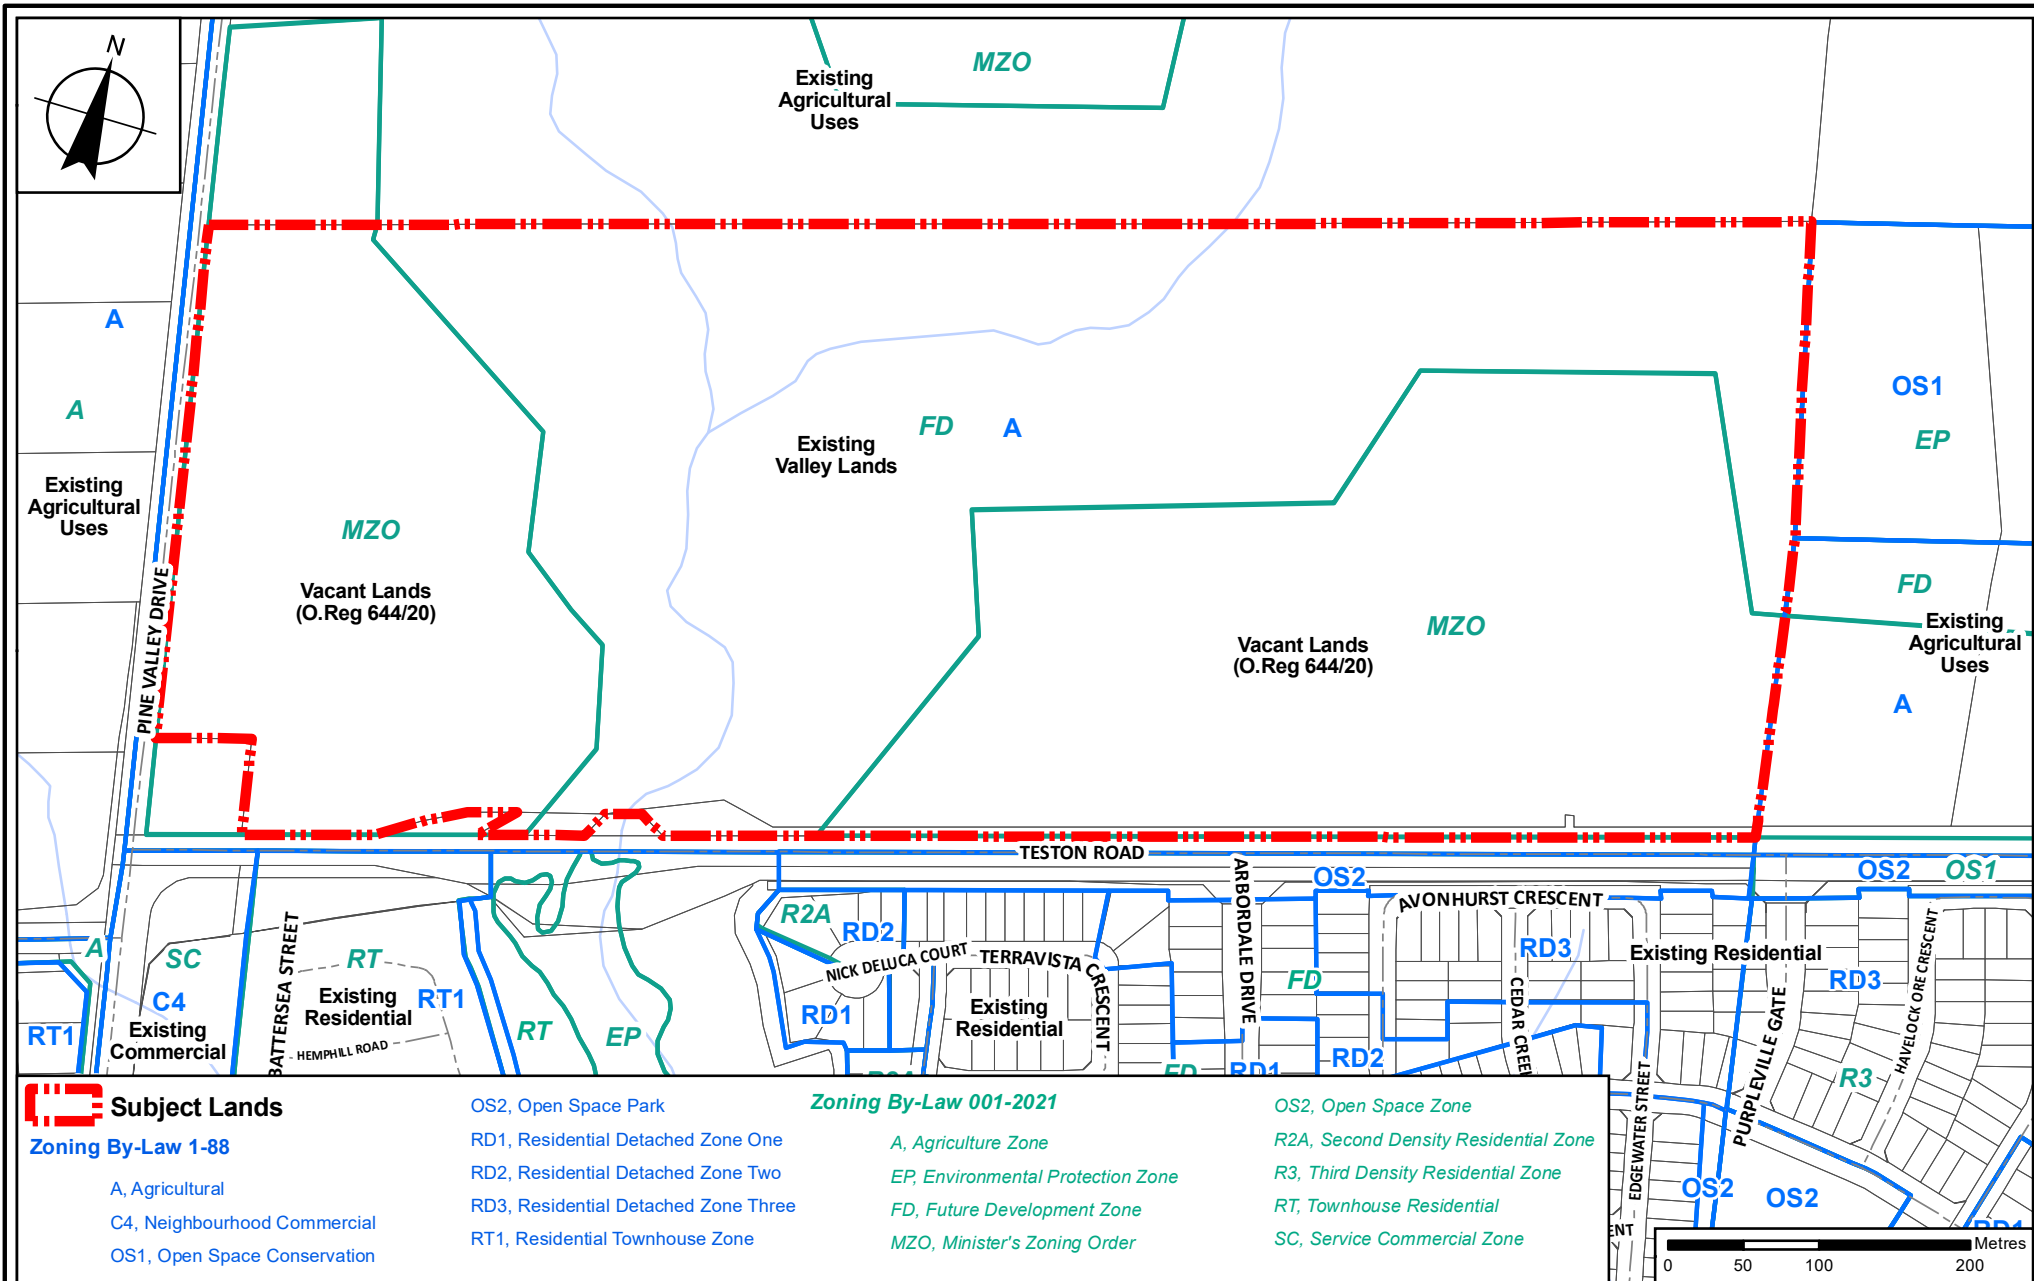 N
MZO
Existing
Agricultural
Uses
A
A
Existing
Agricultural
Uses
MZO
Vacant Lands
(O.Reg 644/20)
PINE VALLEY DRIVE
FD
A
Existing
Valley Lands
MZO
Vacant Lands
(O.Reg 644/20)
OS1
EP
FD
Existing
Agricultural
Uses
A
TESTON ROAD
OS2
OS2
OS1
A
SC
C4
Existing
Commercial
RT1
BATTERSEA STREET
RT
Existing
Residential
RT1
HEMPHILL ROAD
RT
EP
R2A
RD2
NICK DELUCA COURT
TERRAVISTA CRESCENT
RD1
Existing
Residential
ARBORDALE DRIVE
FD
RD2
FD
RD1
AVONHURST CRESCENT
RD3
CEDAR CREEK
Existing Residential
RD3
PURPLEVILLE GATE
HAVELOCK ORE CRESCENT
R3
EDGEWATER STREET
OS2
OS2
RD1
Subject Lands
Zoning By-Law 1-88
A, Agricultural
C4, Neighbourhood Commercial
OS1, Open Space Conservation
OS2, Open Space Park
RD1, Residential Detached Zone One
RD2, Residential Detached Zone Two
RD3, Residential Detached Zone Three
RT1, Residential Townhouse Zone
Zoning By-Law 001-2021
A, Agriculture Zone
EP, Environmental Protection Zone
FD, Future Development Zone
MZO, Minister's Zoning Order
OS2, Open Space Zone
R2A, Second Density Residential Zone
R3, Third Density Residential Zone
RT, Townhouse Residential
SC, Service Commercial Zone
Metres
0 50 100 200